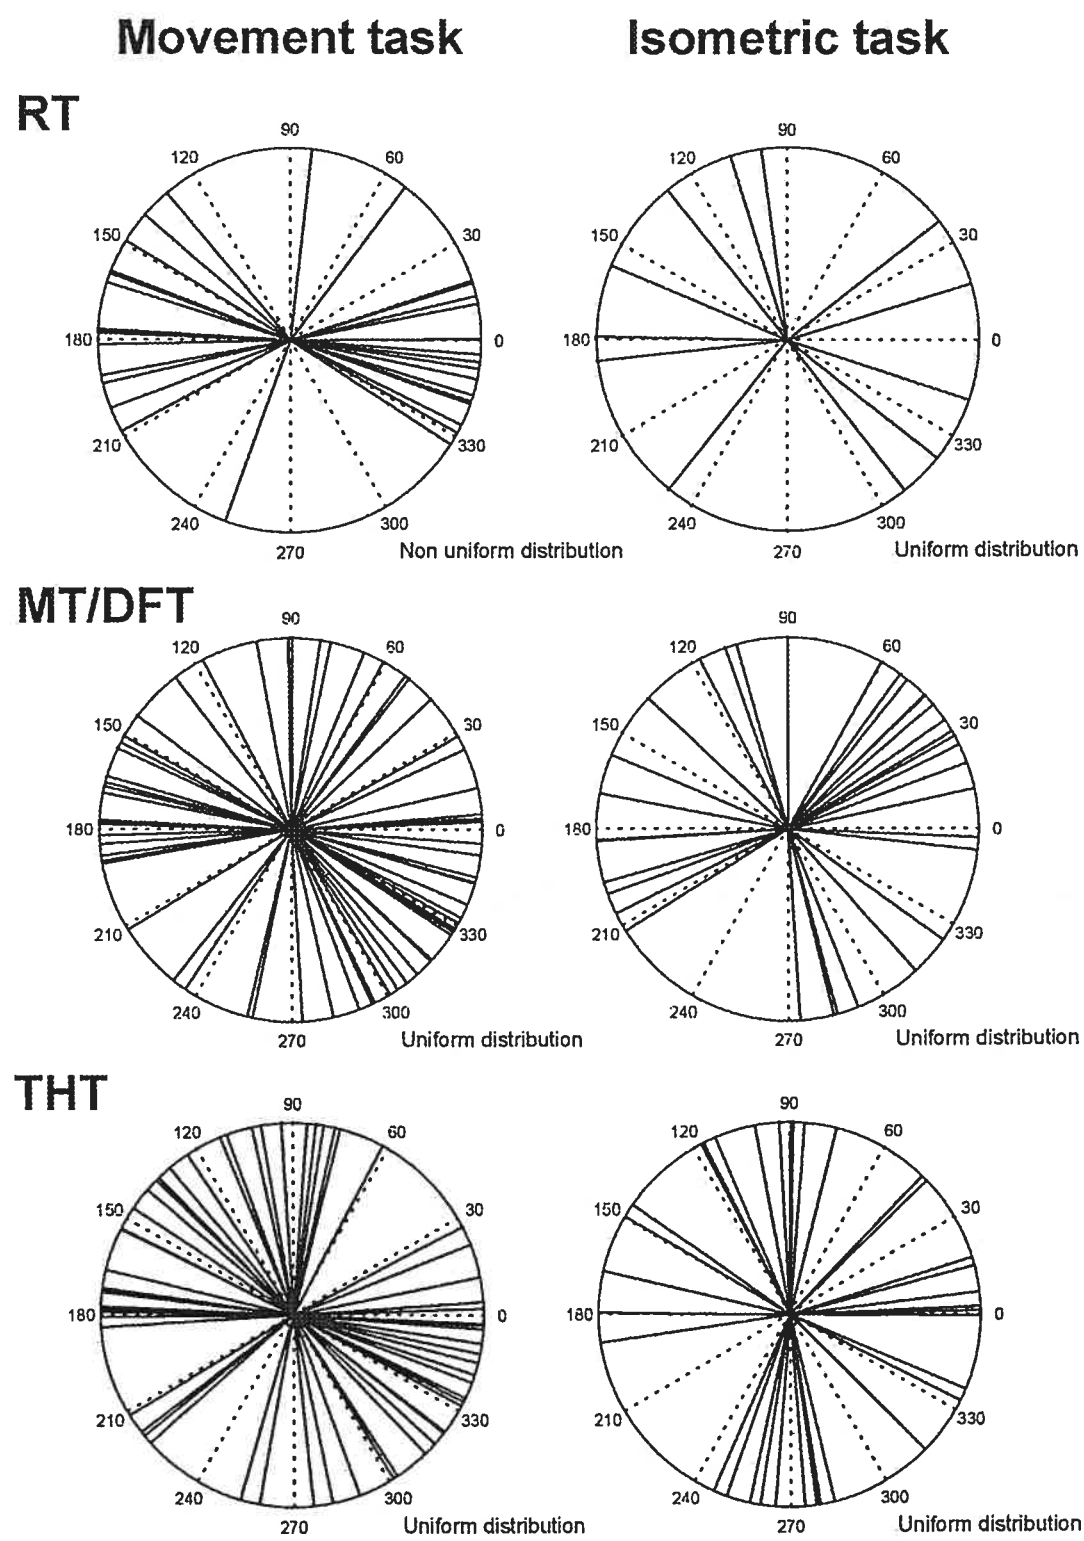 Movement task Isometric task
RT
90 90
120 60 120 60
150 30 150 30
180 0 180 0
210 330 210 330
240 300 240 300
270 270
Non uniform distribution Uniform distribution
MT/DFT
90 90
120 60 120 60
150 30 150 30
180 0 180 0
210 330 210 330
240 300 240 300
270 270
Uniform distribution Uniform distribution
THT
90 90
120 60 120 60
150 30 150 30
180 0 180 0
210 330 210 330
240 300 240 300
270 270
Uniform distribution Uniform distribution